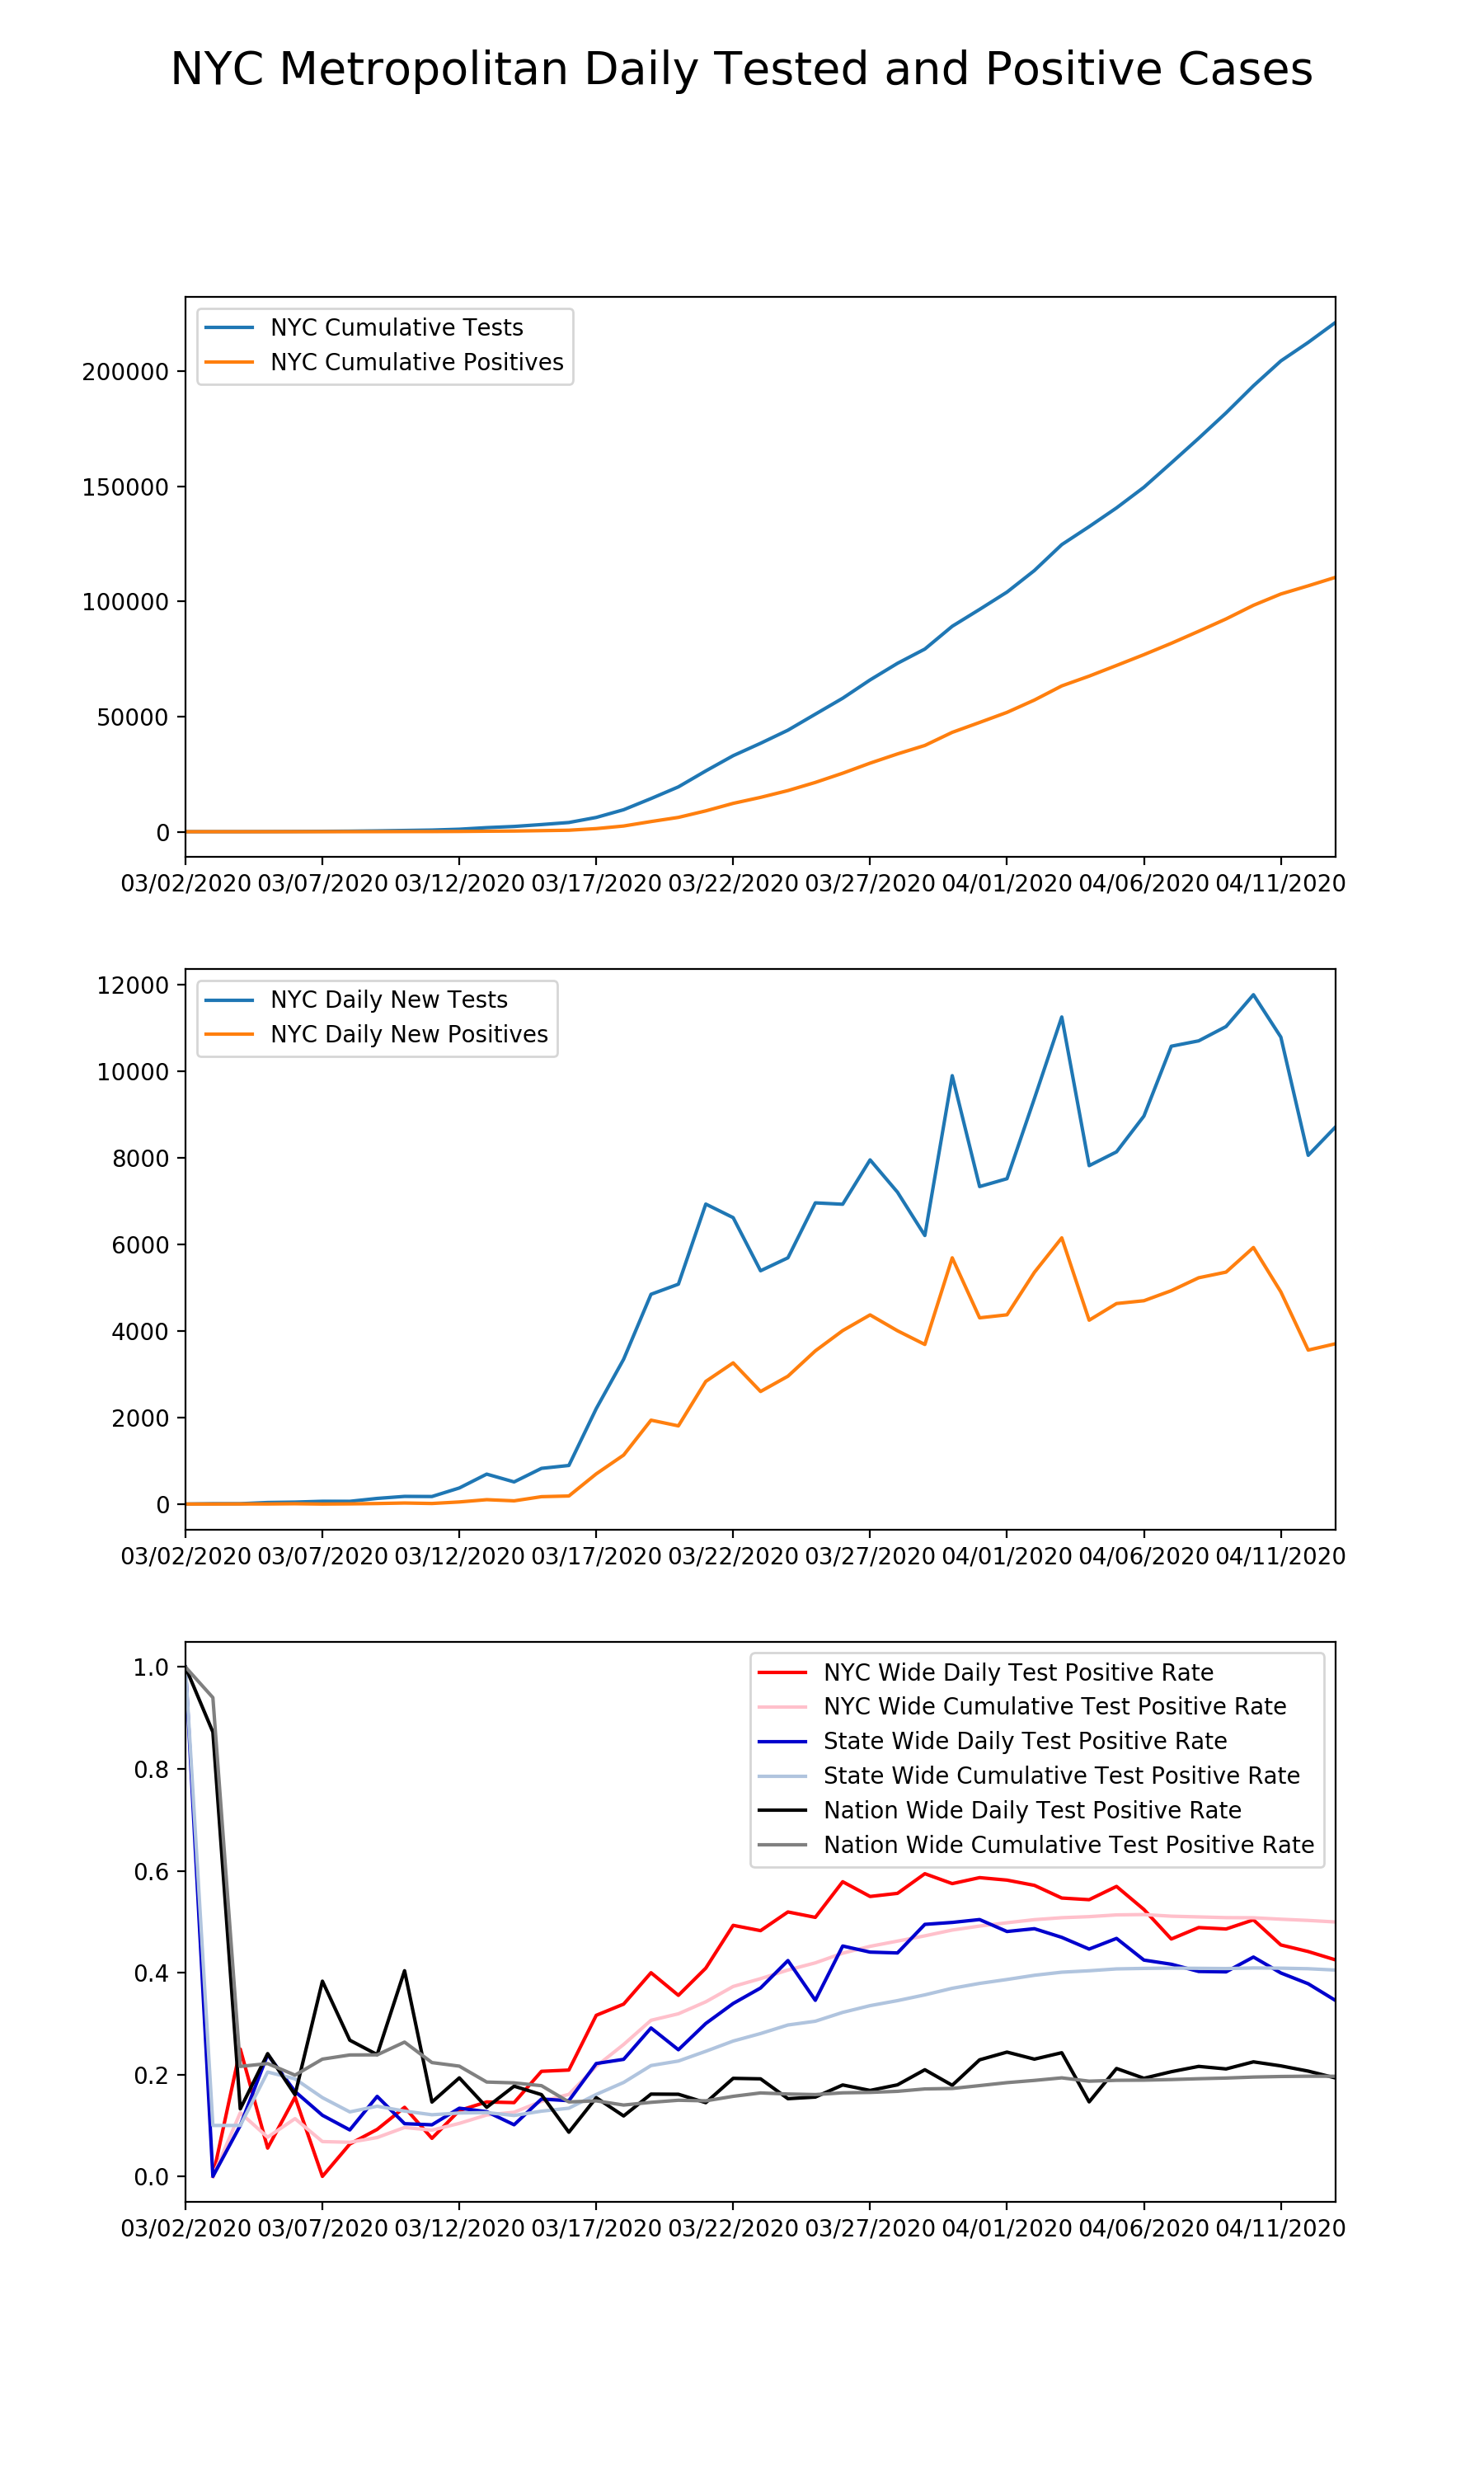 NYC Metropolitan Daily Tested and Positive Cases
NYC Cumulative Tests
NYC Cumulative Positives
200000
150000
100000
50000
0
03/02/2020 03/07/2020 03/12/2020 03/17/2020 03/22/2020 03/27/2020 04/01/2020 04/06/2020 04/11/2020
12000
NYC Daily New Tests
NYC Daily New Positives
10000
8000
6000
4000
2000
0
03/02/2020 03/07/2020 03/12/2020 03/17/2020 03/22/2020 03/27/2020 04/01/2020 04/06/2020 04/11/2020
1.0
NYC Wide Daily Test Positive Rate
NYC Wide Cumulative Test Positive Rate
State Wide Daily Test Positive Rate
State Wide Cumulative Test Positive Rate
Nation Wide Daily Test Positive Rate
Nation Wide Cumulative Test Positive Rate
0.8
0.6
0.4
0.2
0.0
03/02/2020 03/07/2020 03/12/2020 03/17/2020 03/22/2020 03/27/2020 04/01/2020 04/06/2020 04/11/2020